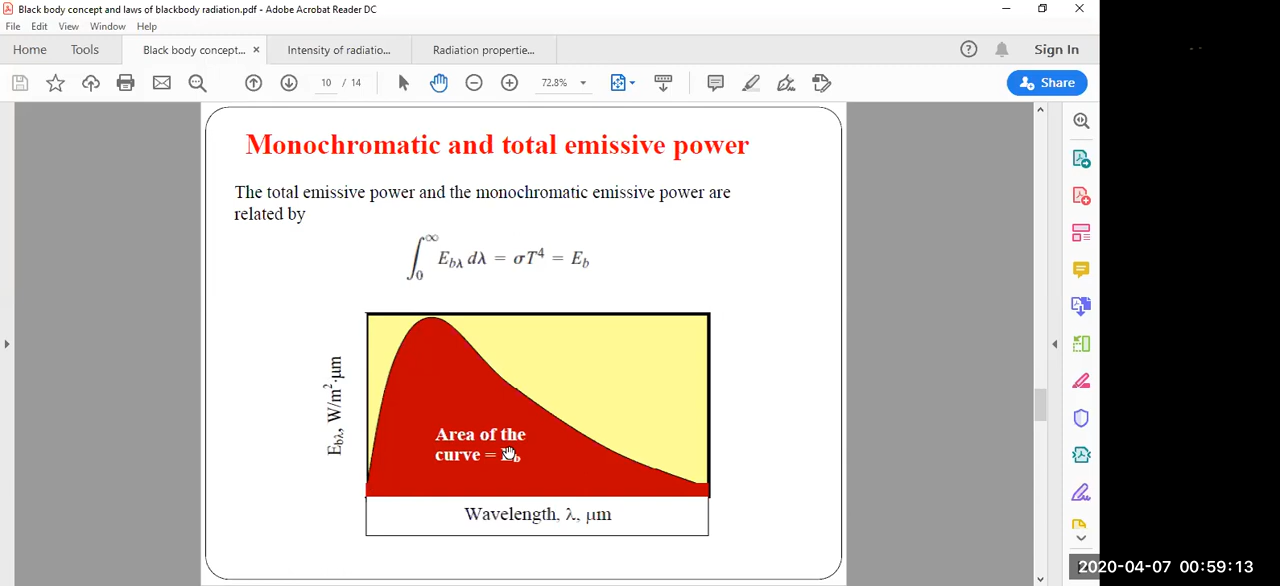 Black body concept and laws of blackbody radiation.pdf - Adobe Acrobat Reader DC
File Edit View Window Help
Home Tools Black body concept... × Intensity of radiatio... Radiation propertie... Sign In
10 / 14 72.8% Share
Monochromatic and total emissive power
The total emissive power and the monochromatic emissive power are
related by
∫₀^∞ E_bλ dλ = σT⁴ = E_b
E_bλ, W/m²·μm
Area of the
curve =
Wavelength, λ, μm
2020-04-07 00:59:13